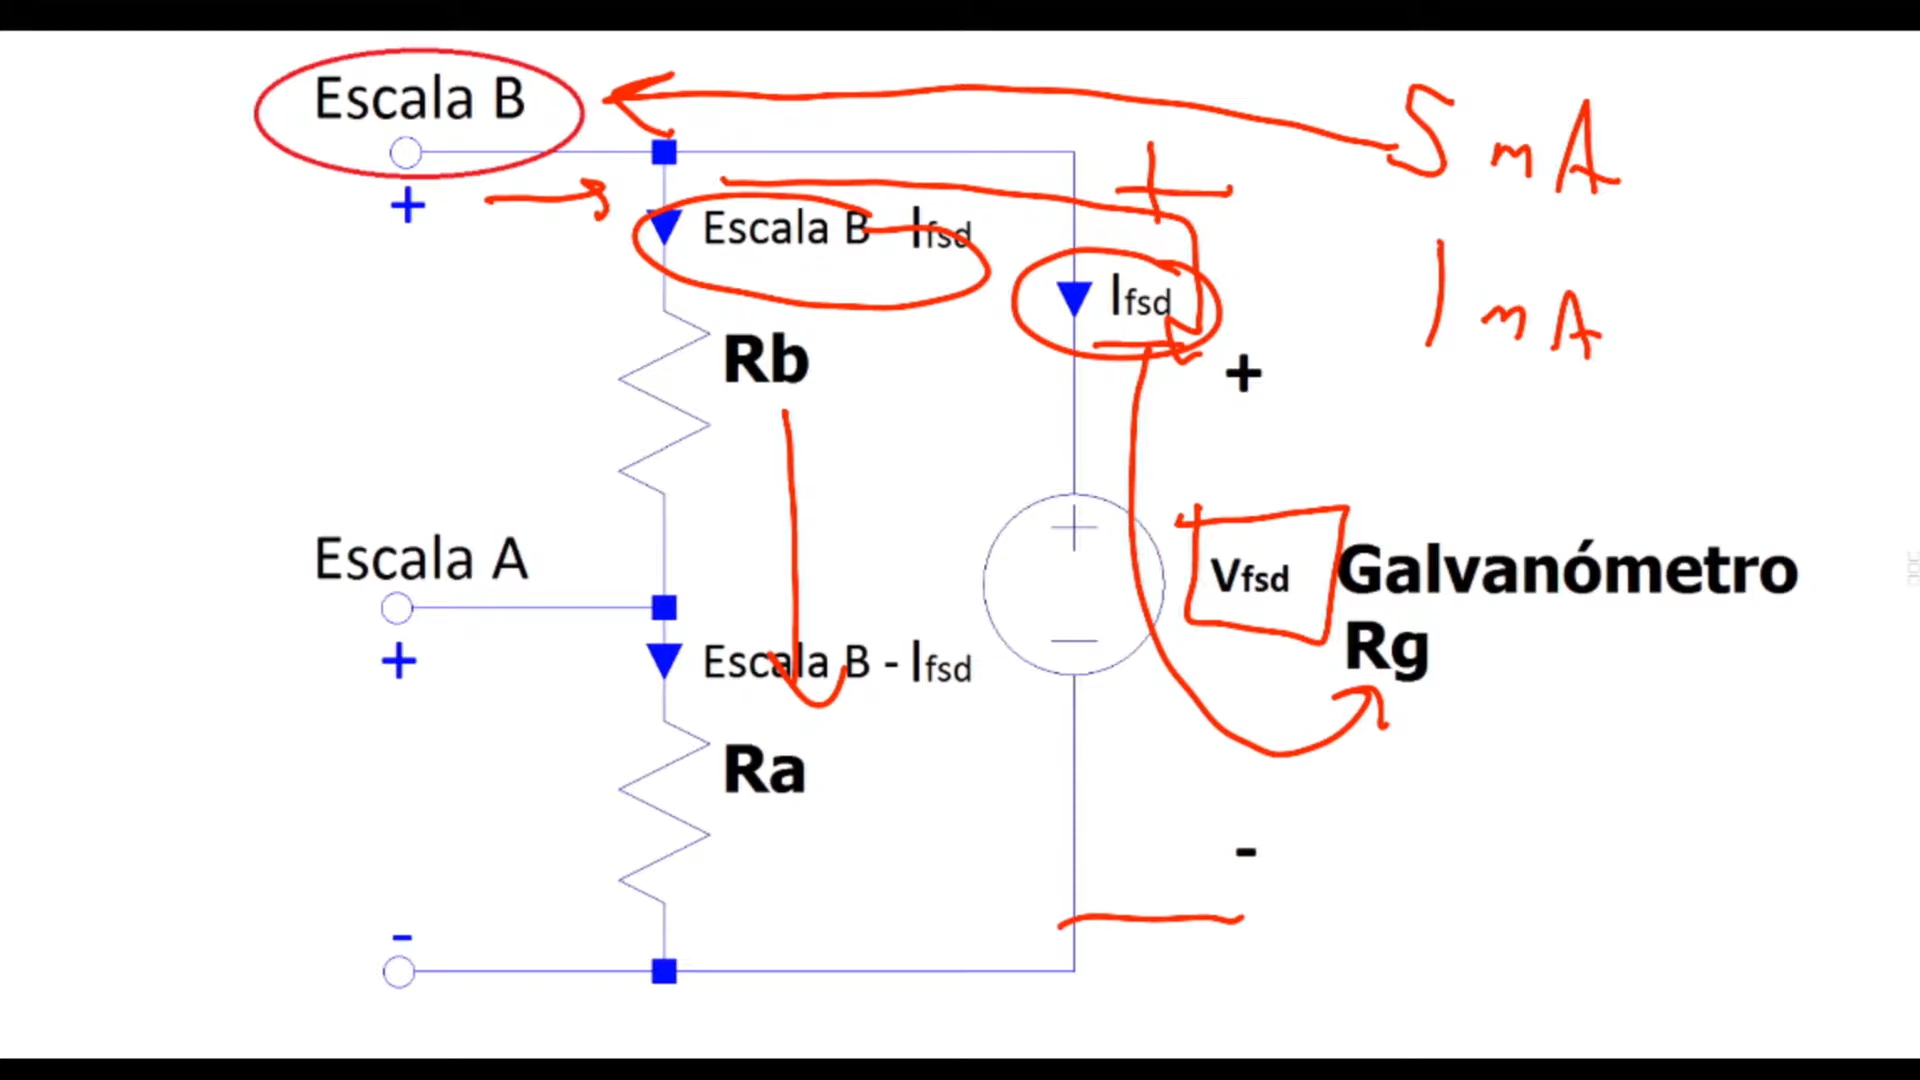 Escala B
5 mA
+
+
Escala B - Ifsd
Ifsd
1 mA
Rb
+
Escala A
Vfsd
Galvanómetro
+
Escala B - Ifsd
Rg
Ra
-
-